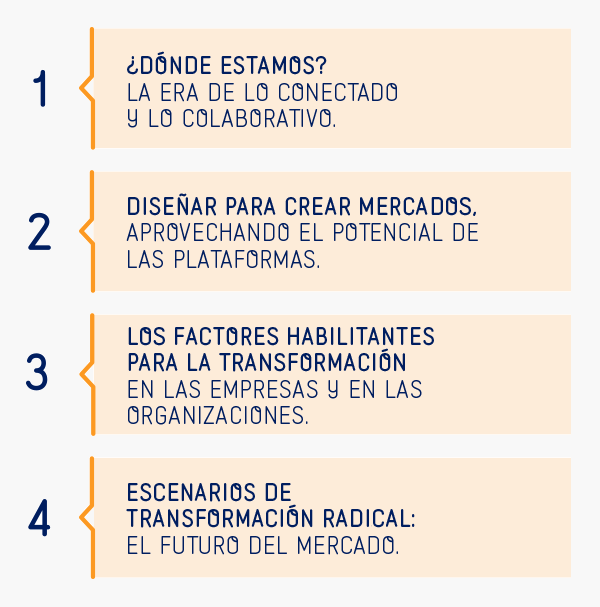 1
¿DÓNDE ESTAMOS?
LA ERA DE LO CONECTADO
Y LO COLABORATIVO.
2
DISEÑAR PARA CREAR MERCADOS,
APROVECHANDO EL POTENCIAL DE
LAS PLATAFORMAS.
3
LOS FACTORES HABILITANTES
PARA LA TRANSFORMACIÓN
EN LAS EMPRESAS Y EN LAS
ORGANIZACIONES.
4
ESCENARIOS DE
TRANSFORMACIÓN RADICAL:
EL FUTURO DEL MERCADO.